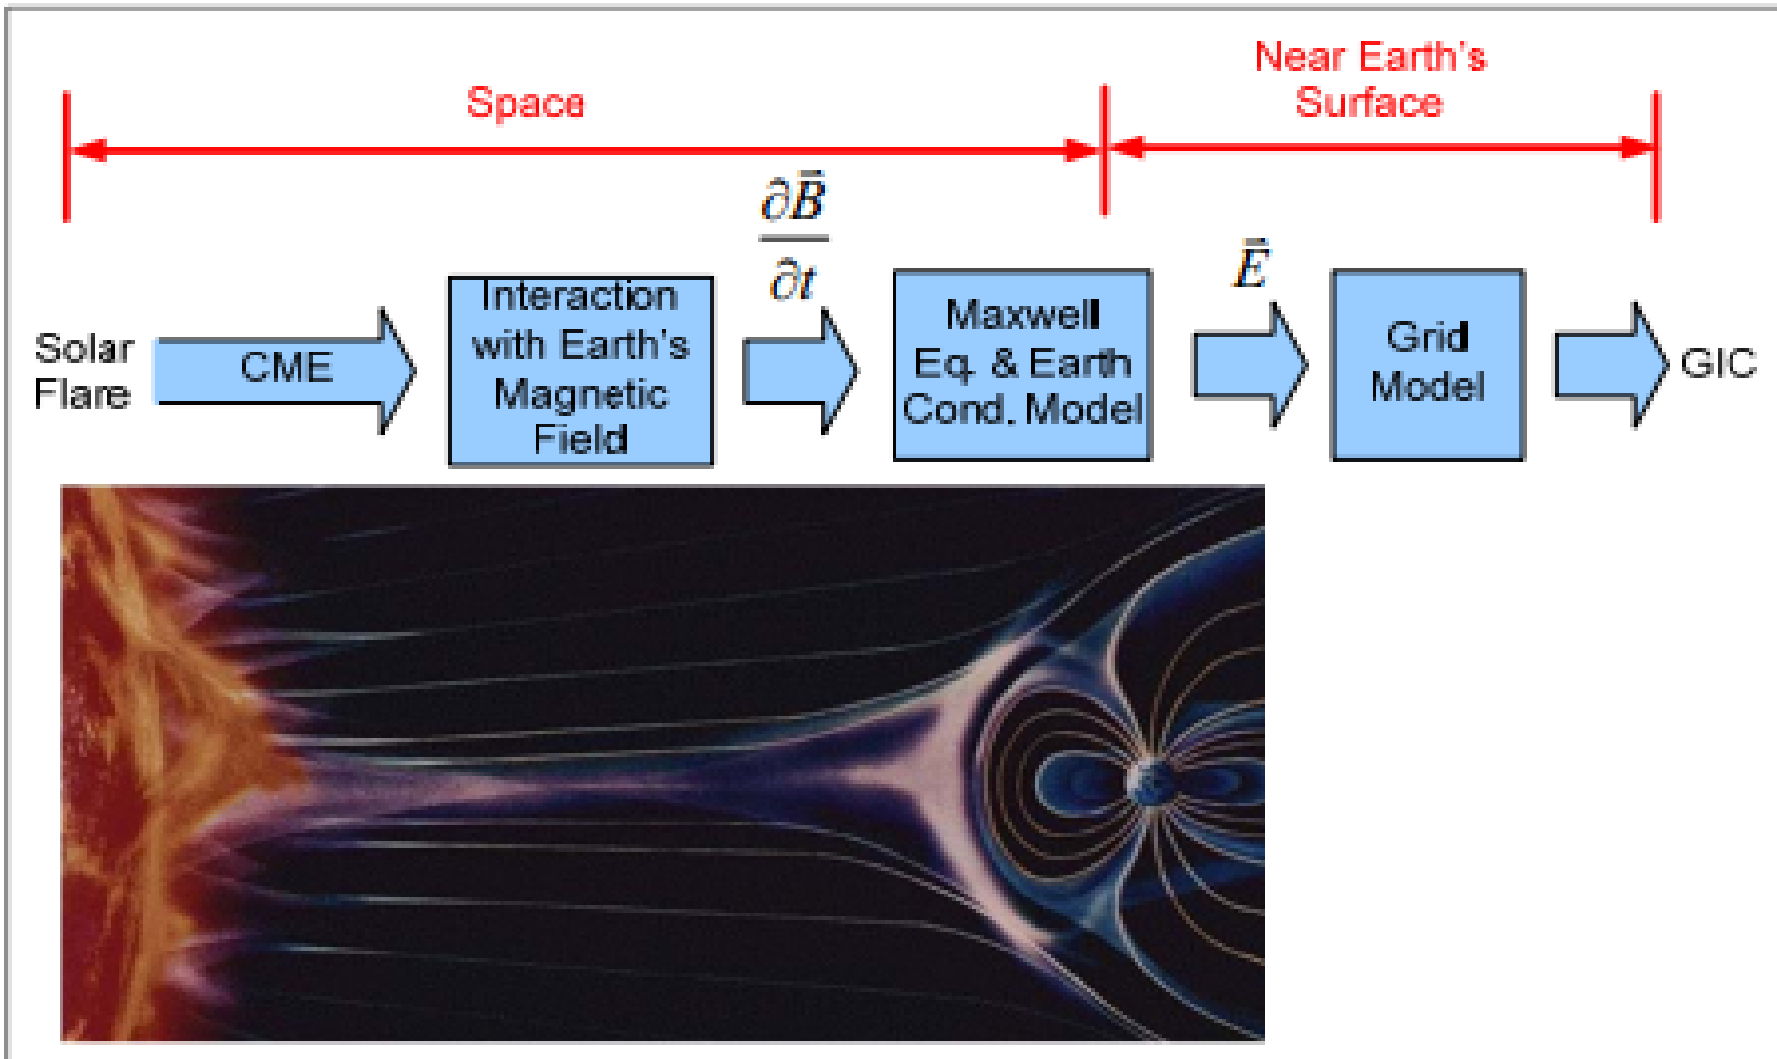 Space
Near Earth's
Surface
∂B̄
∂t
Ē
Solar
Flare
CME
Interaction
with Earth's
Magnetic
Field
Maxwell
Eq. & Earth
Cond. Model
Grid
Model
GIC